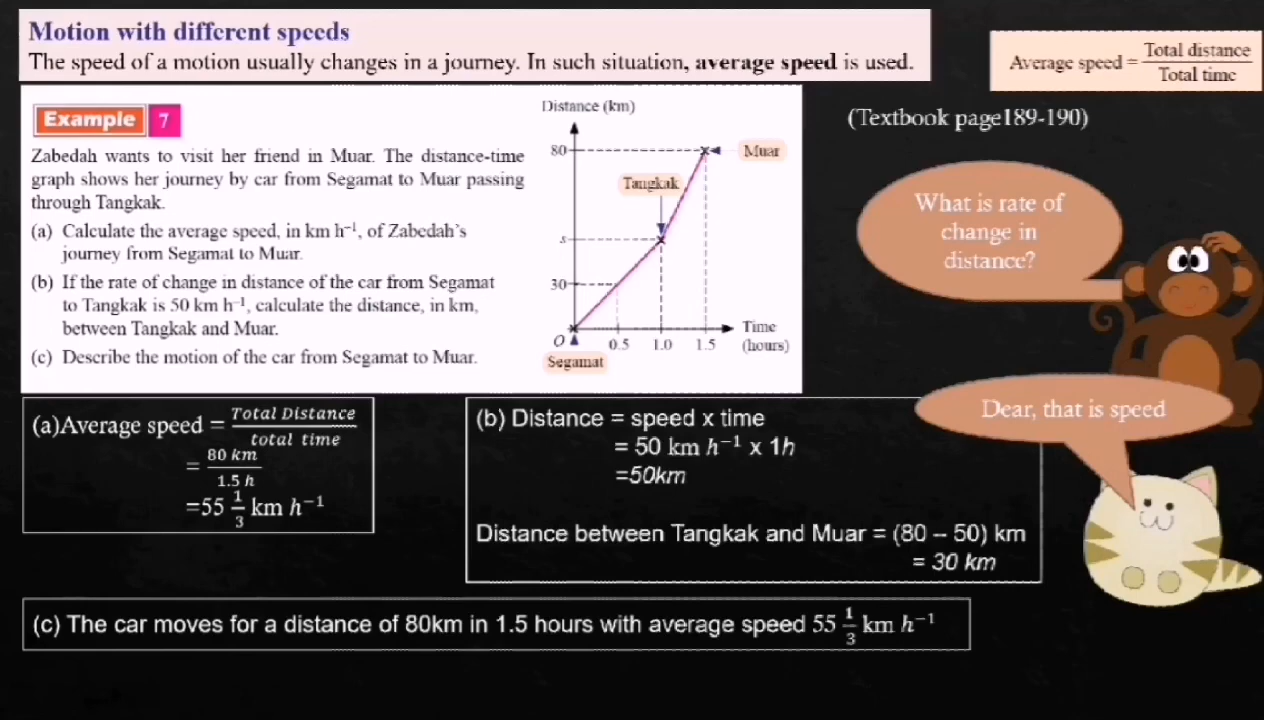 Motion with different speeds
The speed of a motion usually changes in a journey. In such situation, average speed is used.
Average speed = Total distance / Total time
(Textbook page189-190)
Example 7
Zabedah wants to visit her friend in Muar. The distance-time
graph shows her journey by car from Segamat to Muar passing
through Tangkak.
(a) Calculate the average speed, in km h⁻¹, of Zabedah's
journey from Segamat to Muar.
(b) If the rate of change in distance of the car from Segamat
to Tangkak is 50 km h⁻¹, calculate the distance, in km,
between Tangkak and Muar.
(c) Describe the motion of the car from Segamat to Muar.
Distance (km)
80
Muar
Tangkak
s
30
Time
(hours)
O
0.5
1.0
1.5
Segamat
What is rate of
change in
distance?
Dear, that is speed
(a)Average speed = Total Distance / total time
= 80 km / 1.5 h
=55 1/3 km h⁻¹
(b) Distance = speed x time
= 50 km h⁻¹ x 1h
=50km
Distance between Tangkak and Muar = (80 – 50) km
= 30 km
(c) The car moves for a distance of 80km in 1.5 hours with average speed 55 1/3 km h⁻¹